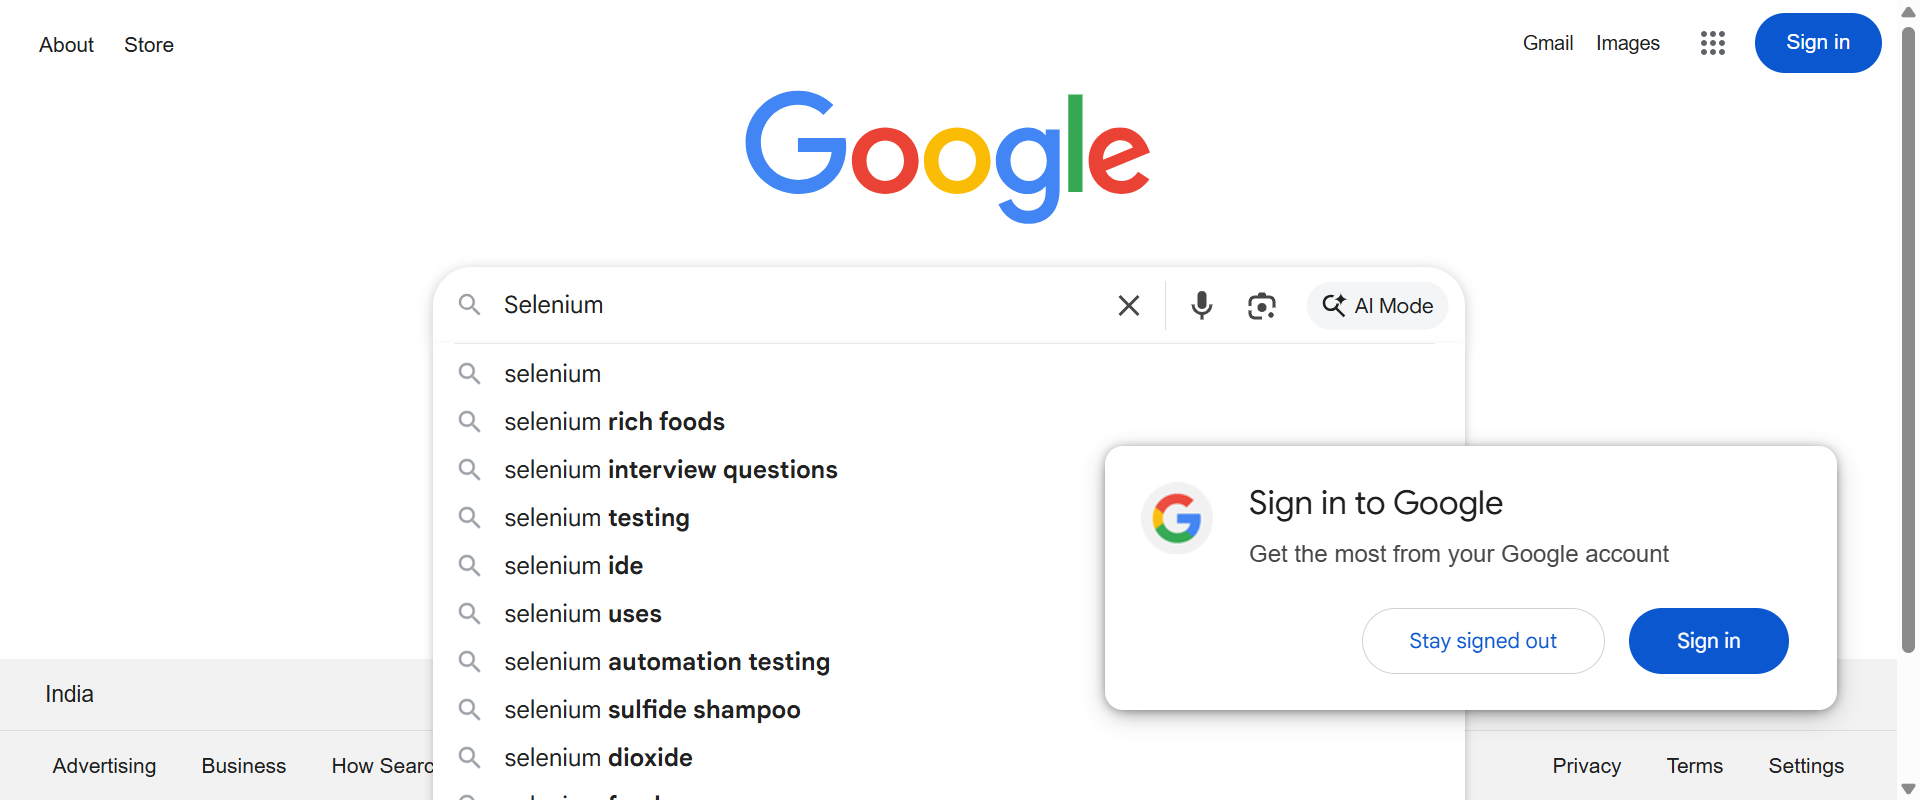 About Store
Gmail Images Sign in
Google
Selenium
AI Mode
selenium
selenium rich foods
selenium interview questions
selenium testing
selenium ide
selenium uses
selenium automation testing
selenium sulfide shampoo
selenium dioxide
Sign in to Google
Get the most from your Google account
Stay signed out Sign in
India
Advertising Business How Searc
Privacy Terms Settings